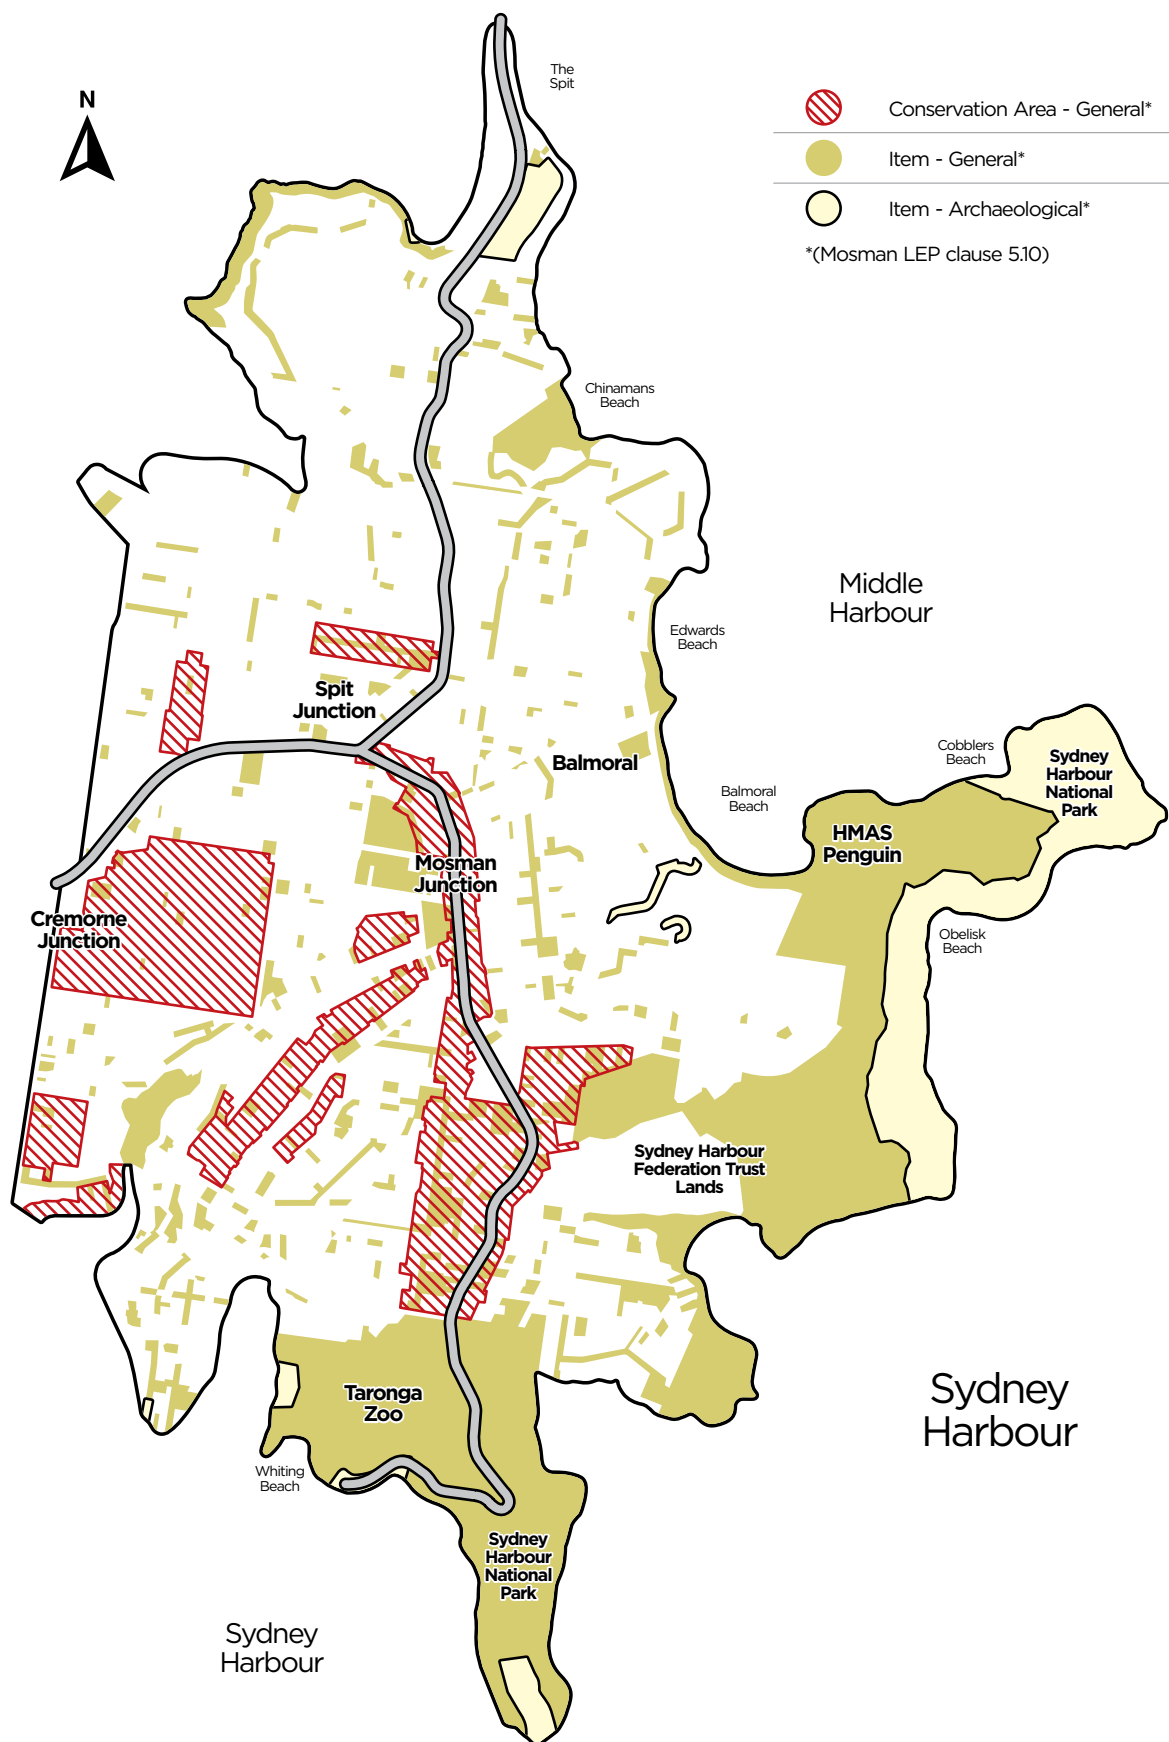 The
Spit
N
Conservation Area - General*
Item - General*
Item - Archaeological*
*(Mosman LEP clause 5.10)
Chinamans
Beach
Middle
Harbour
Edwards
Beach
Spit
Junction
Balmoral
Cobblers
Beach
Sydney
Harbour
National
Park
Balmoral
Beach
HMAS
Penguin
Mosman
Junction
Cremorne
Junction
Obelisk
Beach
Sydney Harbour
Federation Trust
Lands
Taronga
Zoo
Sydney
Harbour
Whiting
Beach
Sydney
Harbour
National
Park
Sydney
Harbour